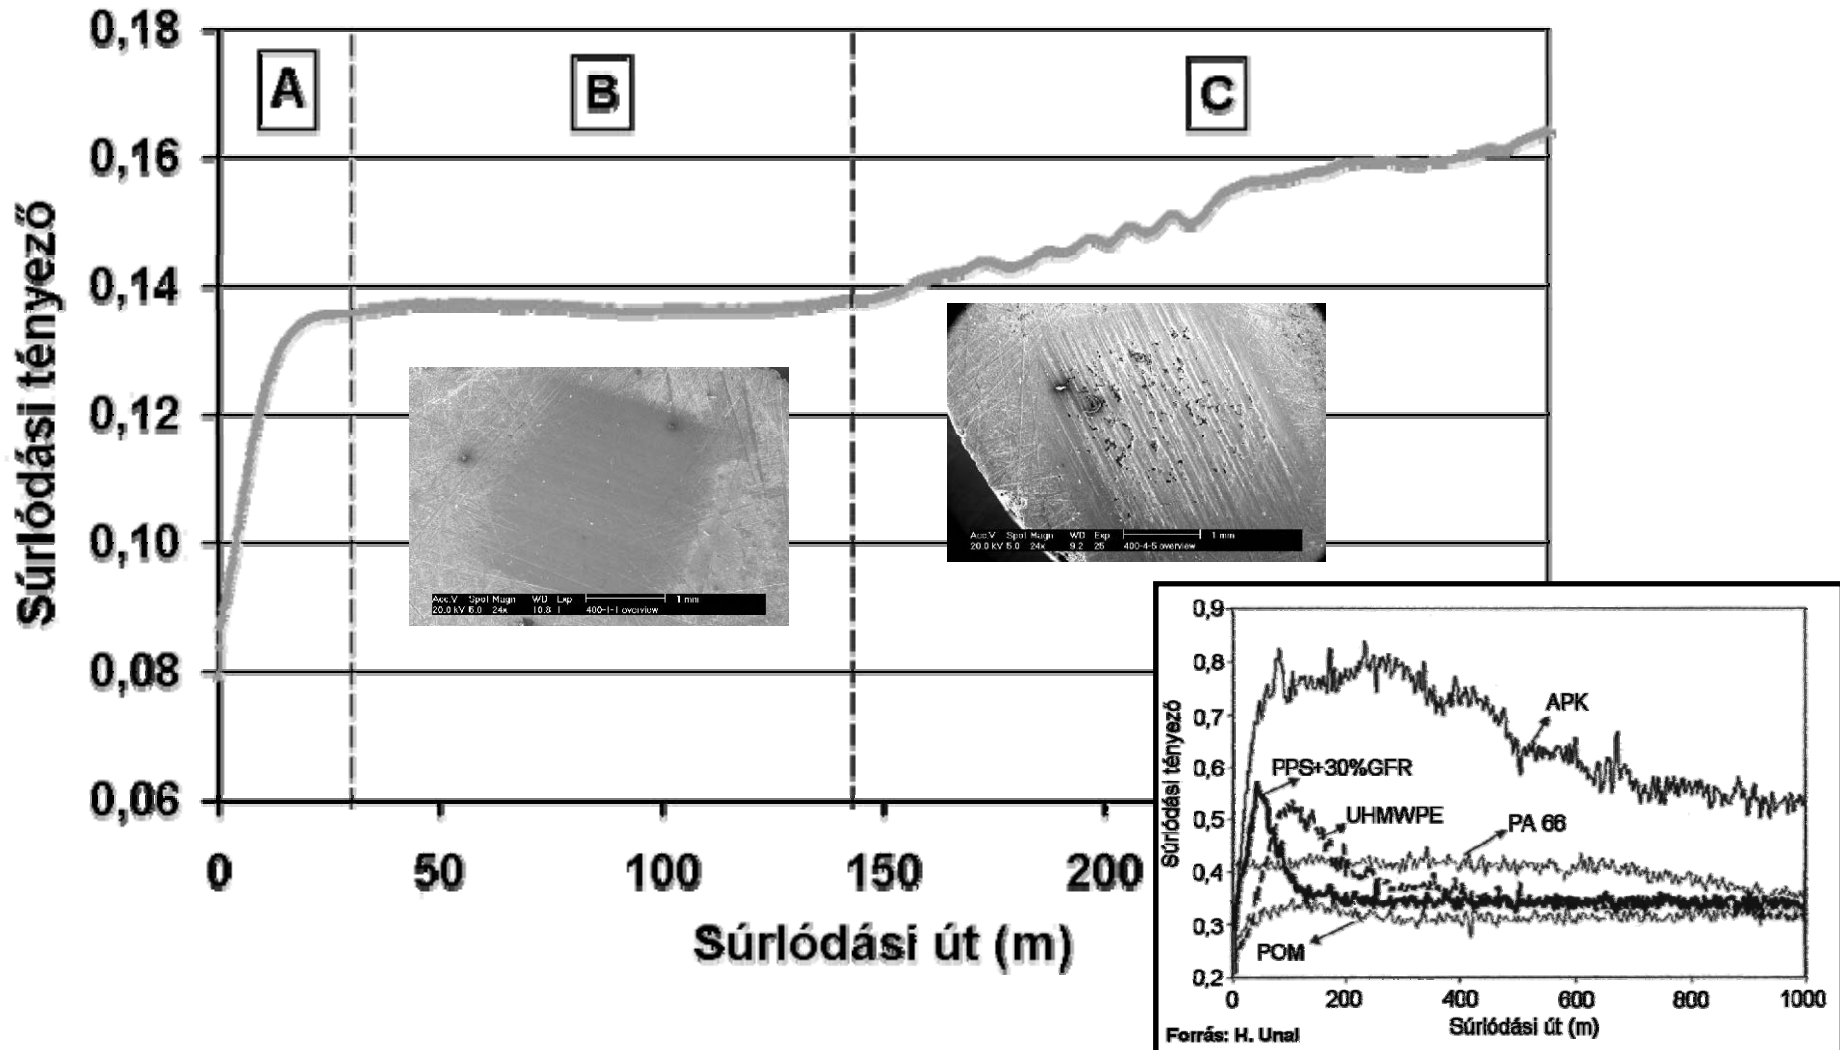 0,18
0,16
0,14
0,12
0,10
0,08
0,06
Súrlódási tényező
A
B
C
0
50
100
150
200
Súrlódási út (m)
Acc.V Spot Magn WD Exp 1 mm
20.0 kV 5.0 24x 10.8 1 400-1-1 overview
Acc.V Spot Magn WD Exp 1 mm
20.0 kV 5.0 24x 9.2 25 400-4-5 overview
0,9
0,8
0,7
0,6
0,5
0,4
0,3
0,2
Súrlódási tényező
APK
PPS+30%GFR
UHMWPE
PA 66
POM
0
200
400
600
800
1000
Súrlódási út (m)
Forrás: H. Unal